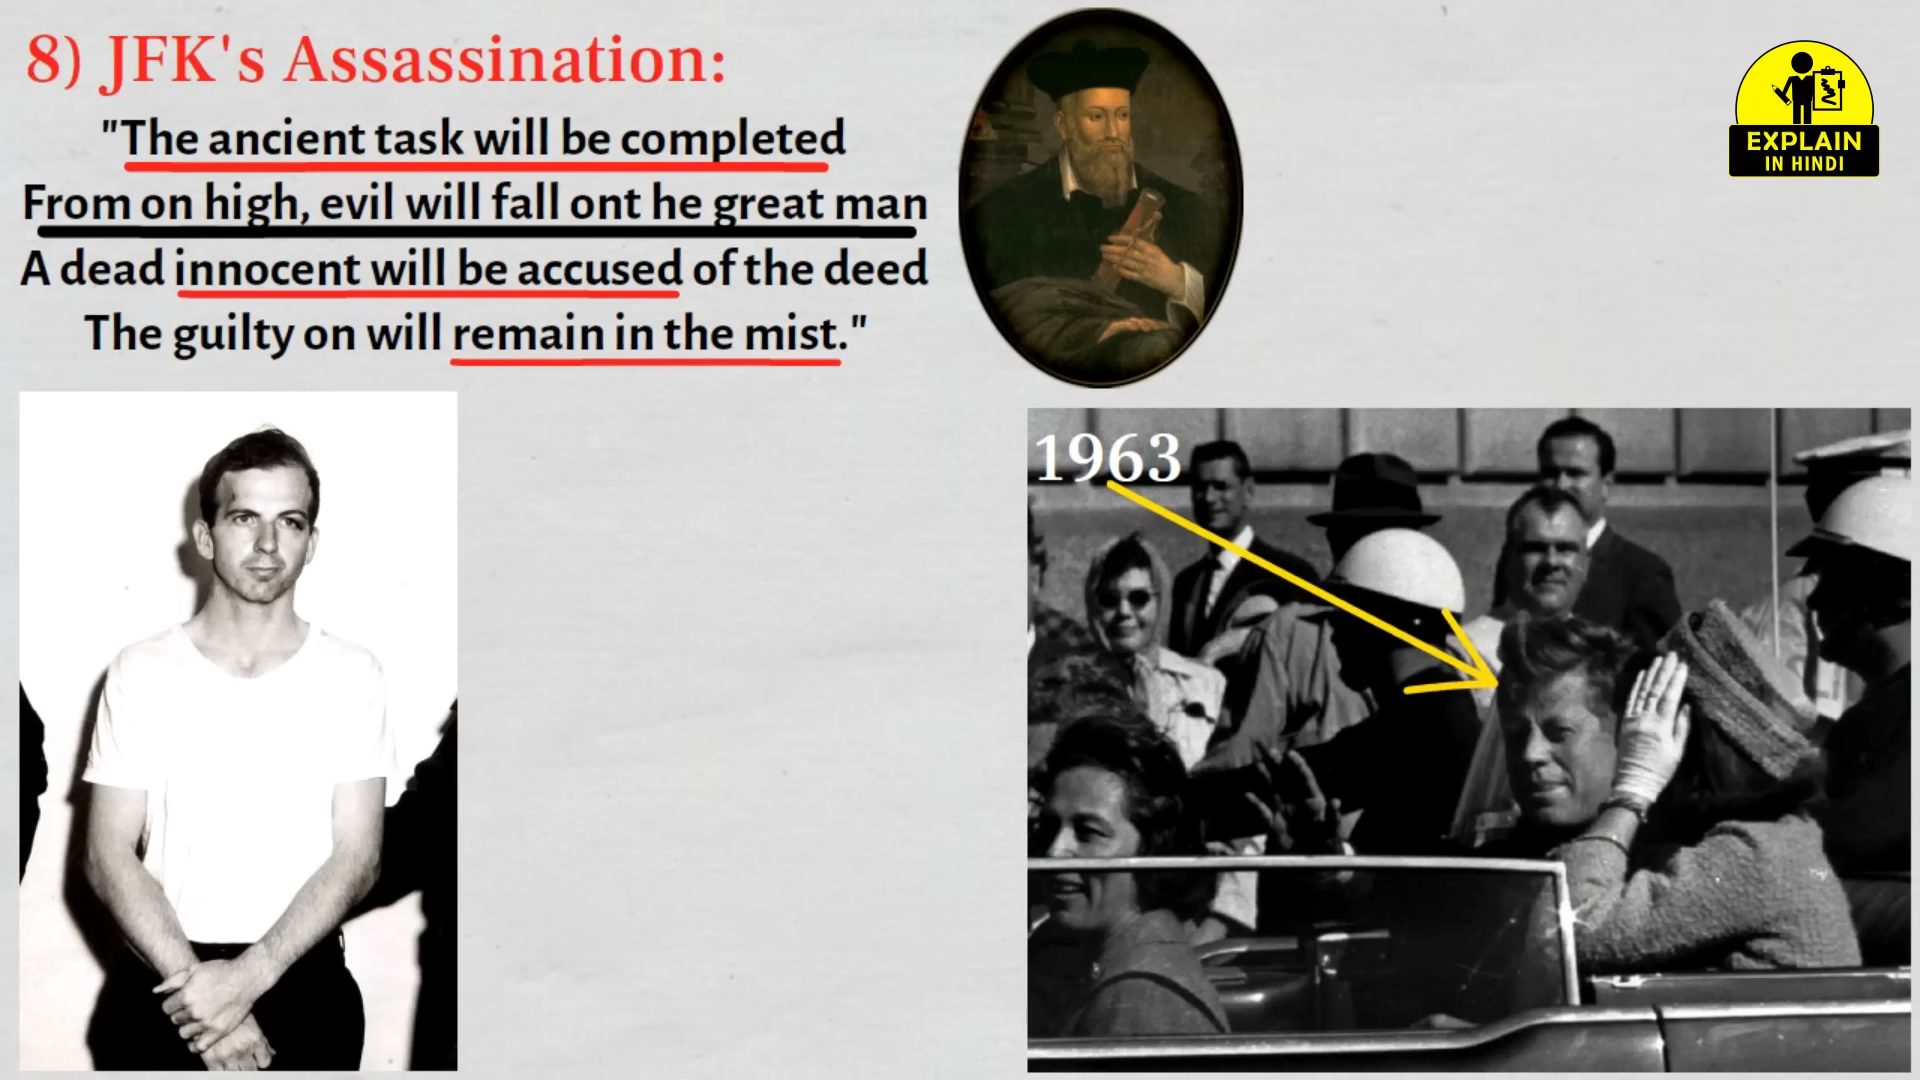 8) JFK's Assassination:
"The ancient task will be completed
From on high, evil will fall ont he great man
A dead innocent will be accused of the deed
The guilty on will remain in the mist."
EXPLAIN
IN HINDI
1963